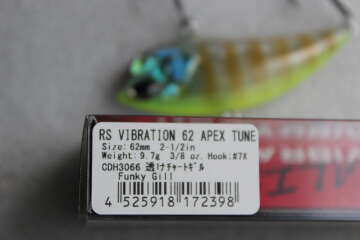 RS VIBRATION 62 APEX TUNE
Size:62mm 2-1/2in
Weight:9.7g 3/8 oz. Hook:#7X
CDH3066 透けチャートギル
Funky Gill
4 525918 172398